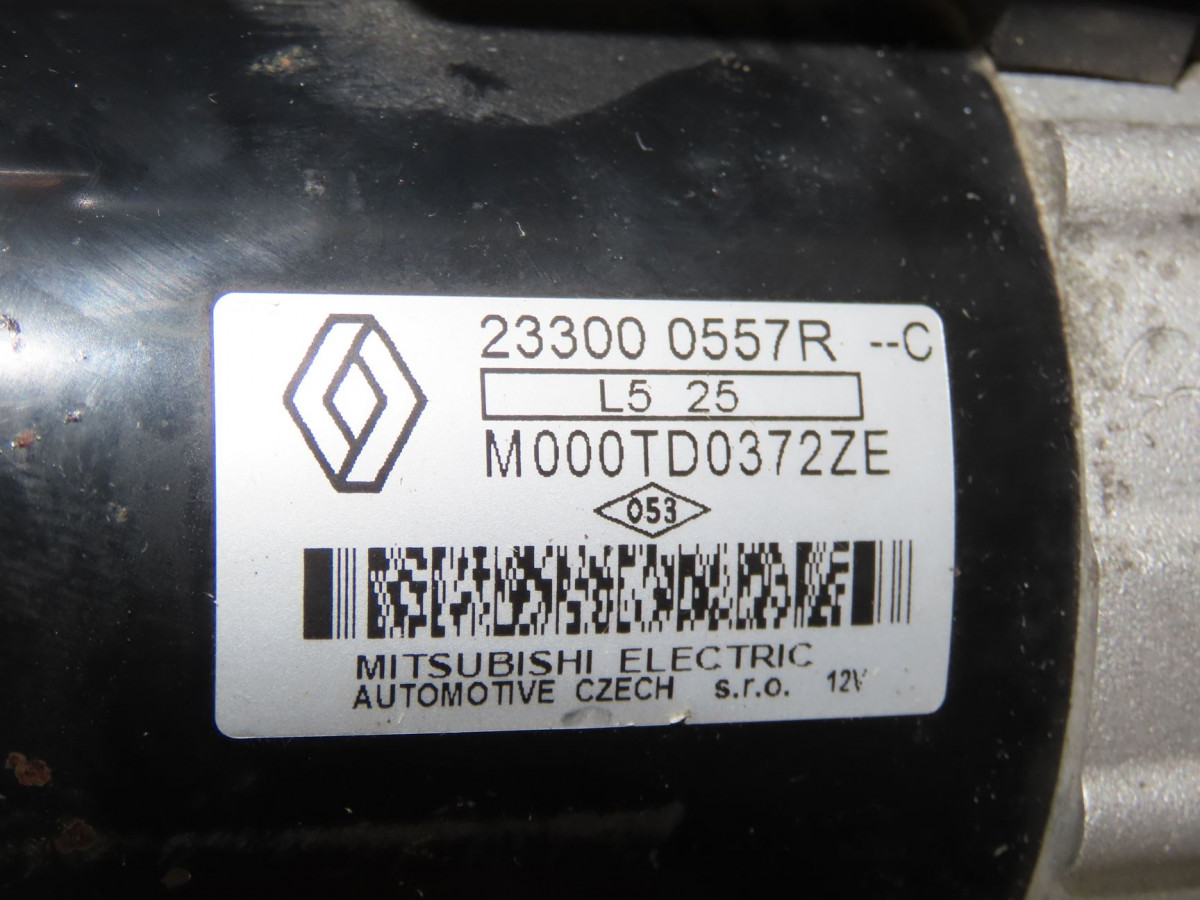 23300 0557R --C
L5 25
M000TD0372ZE
053
MITSUBISHI ELECTRIC
AUTOMOTIVE CZECH s.r.o. 12V